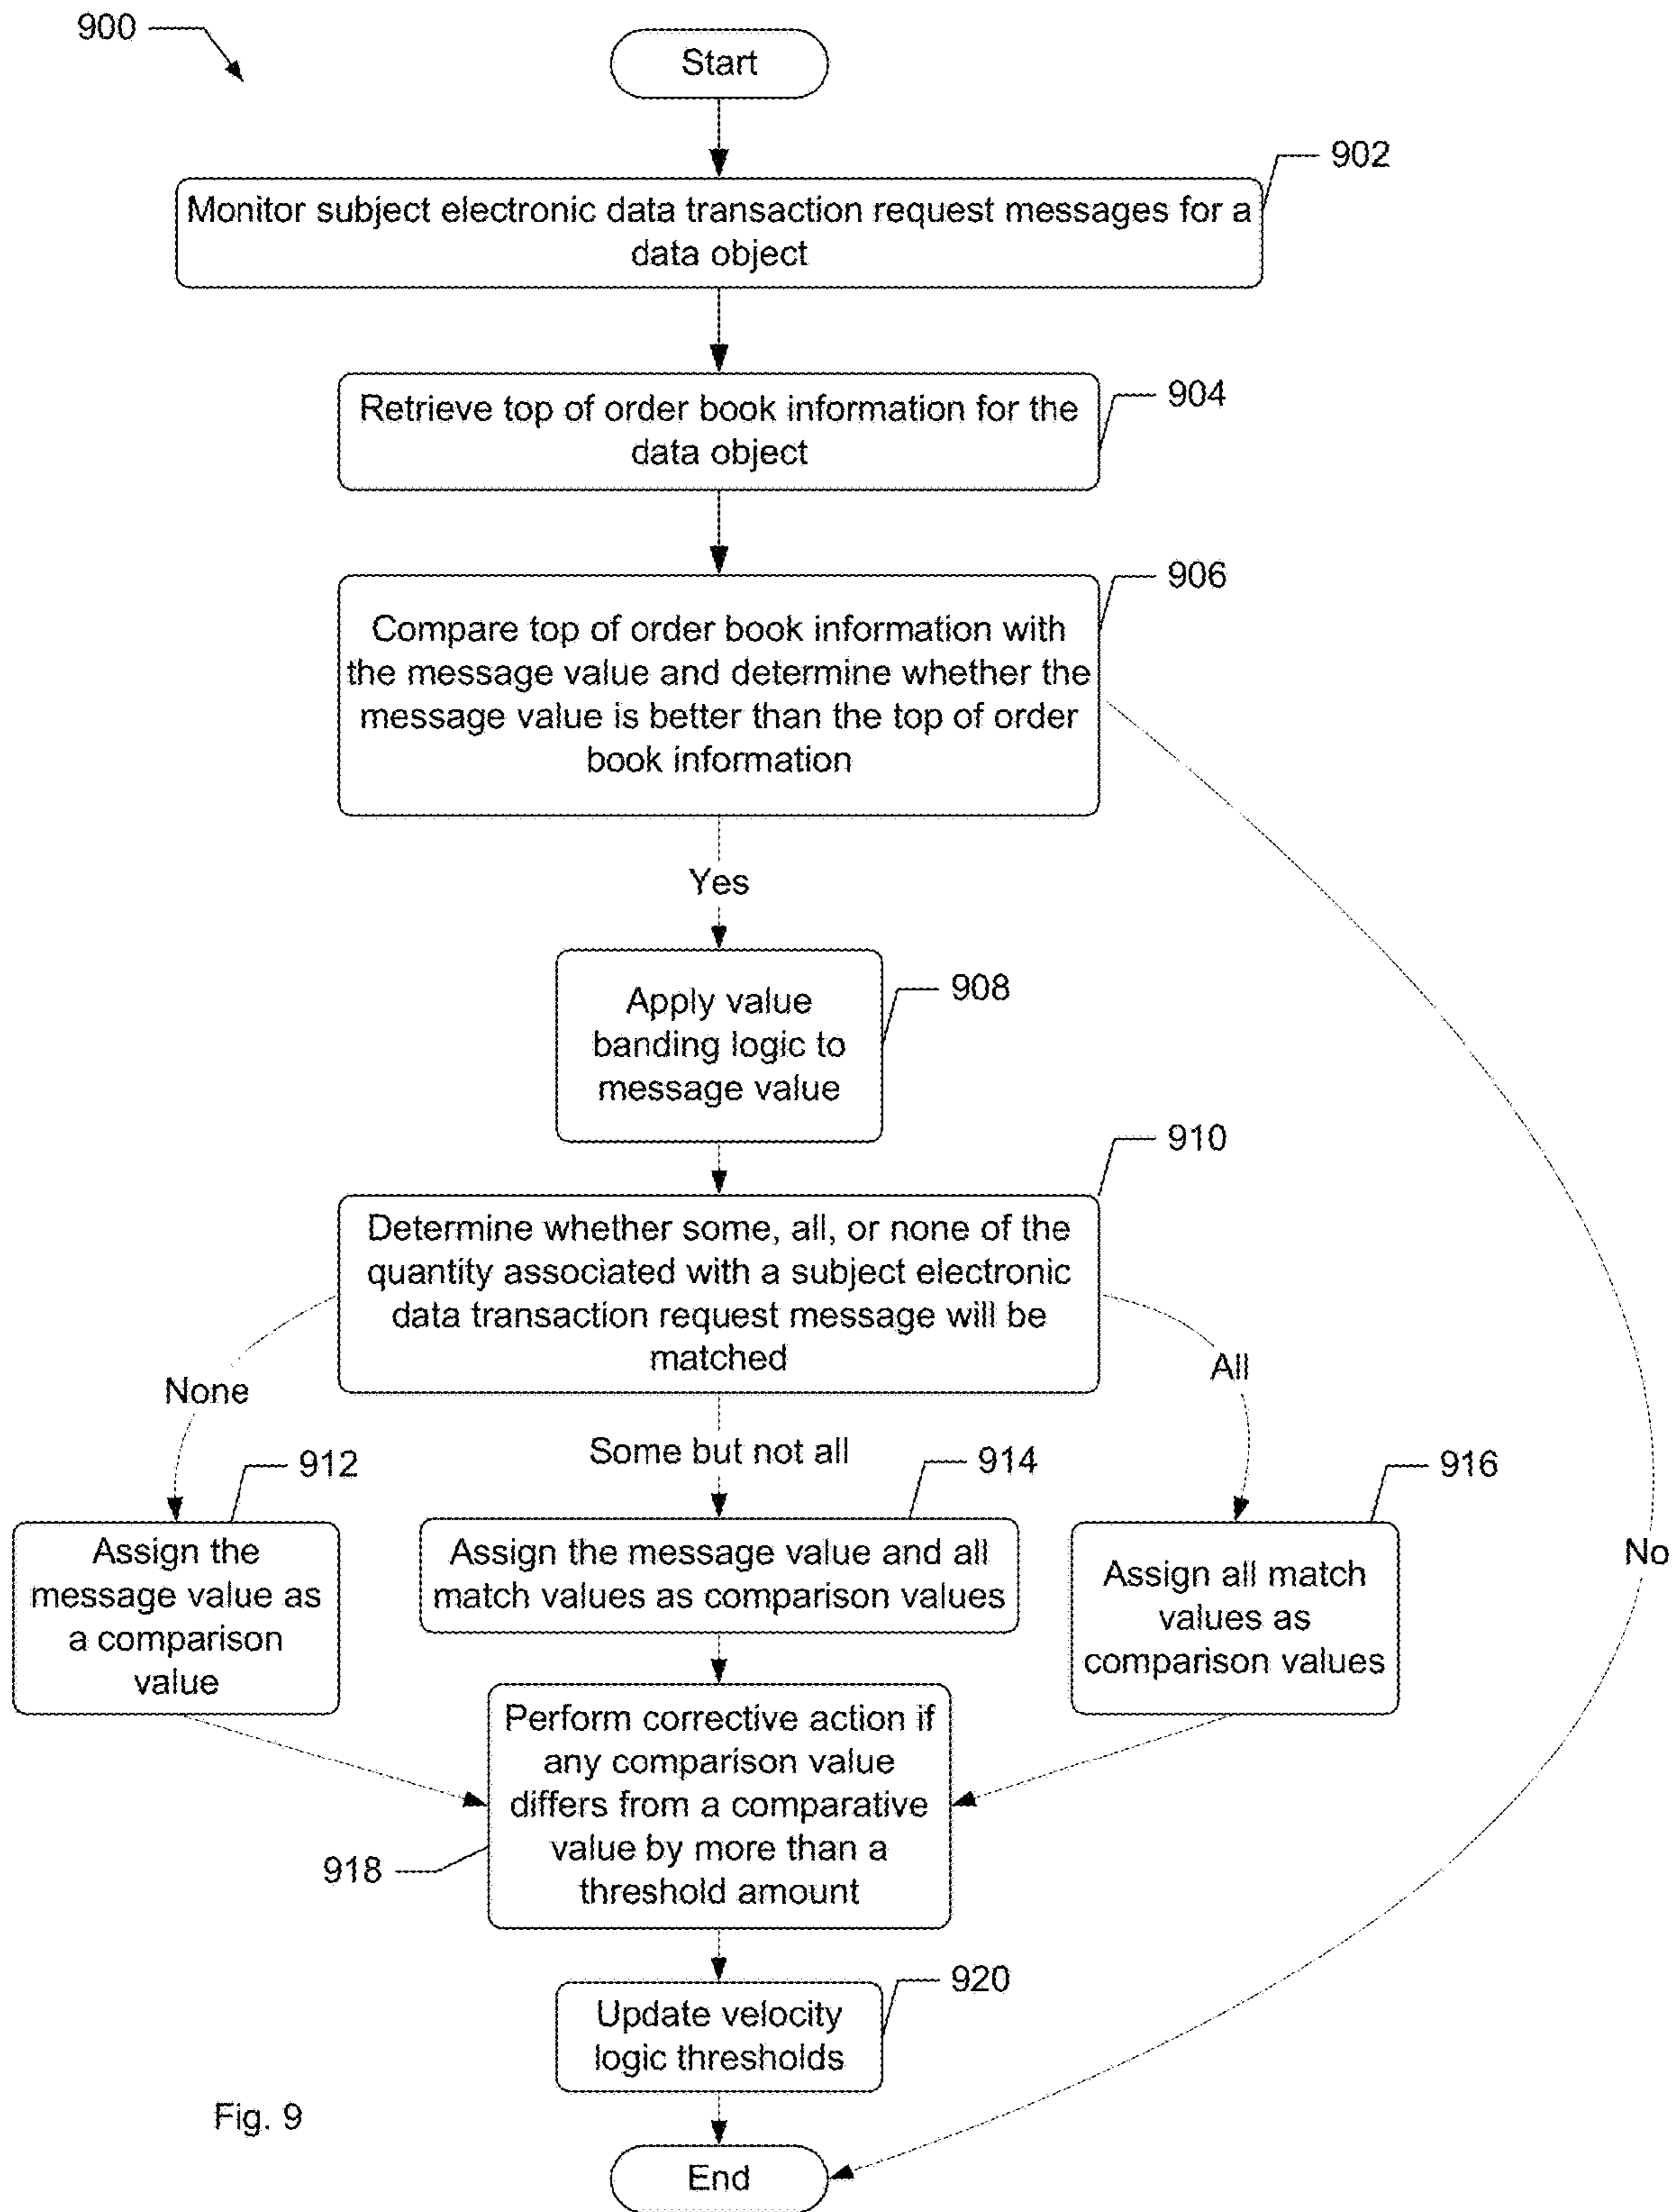 900
Start
902
Monitor subject electronic data transaction request messages for a
data object
904
Retrieve top of order book information for the
data object
906
Compare top of order book information with
the message value and determine whether the
message value is better than the top of order
book information
Yes
908
Apply value
banding logic to
message value
910
Determine whether some, all, or none of the
quantity associated with a subject electronic
data transaction request message will be
matched
None
Some but not all
All
No
912
Assign the
message value as
a comparison
value
914
Assign the message value and all
match values as comparison values
916
Assign all match
values as
comparison values
918
Perform corrective action if
any comparison value
differs from a comparative
value by more than a
threshold amount
920
Update velocity
logic thresholds
Fig. 9
End